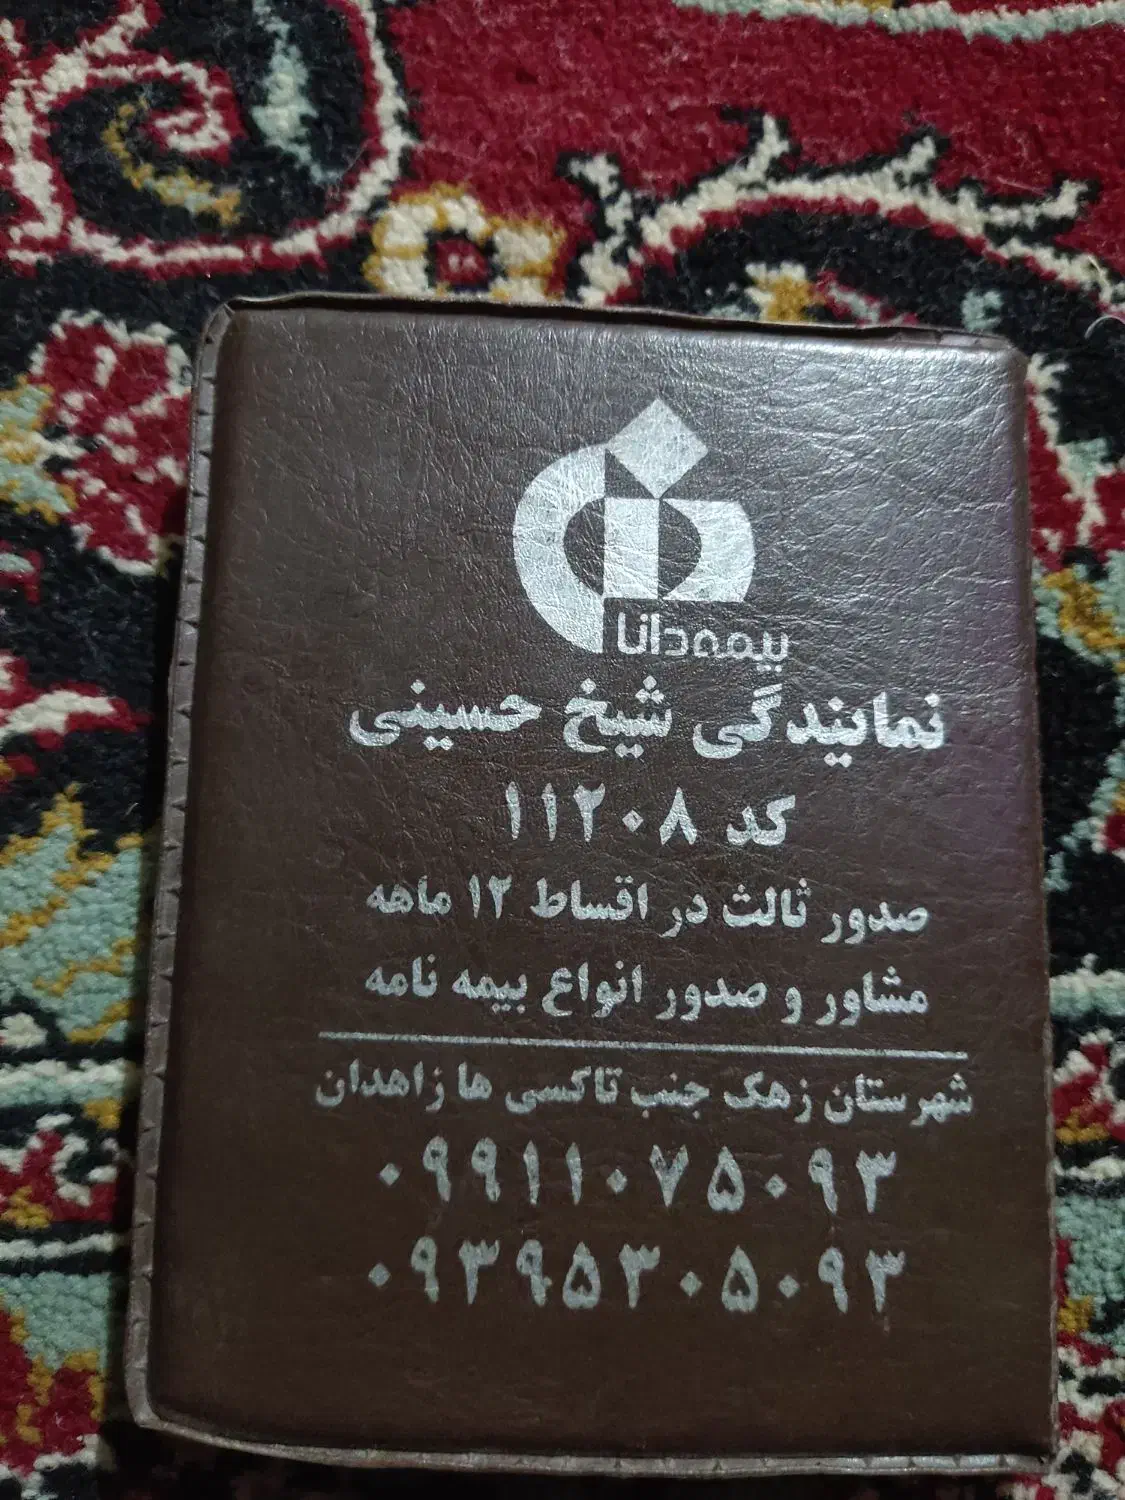 بیمه دانا
نمایندگی شیخ حسینی
کد ۱۱۲۰۸
صدور ثالث در اقساط ۱۲ ماهه
مشاور و صدور انواع بیمه نامه
شهرستان زهک جنب تاکسی ها زاهدان
۰۹۹۱۱۰۷۵۰۹۳
۰۹۳۹۵۳۰۵۰۹۳